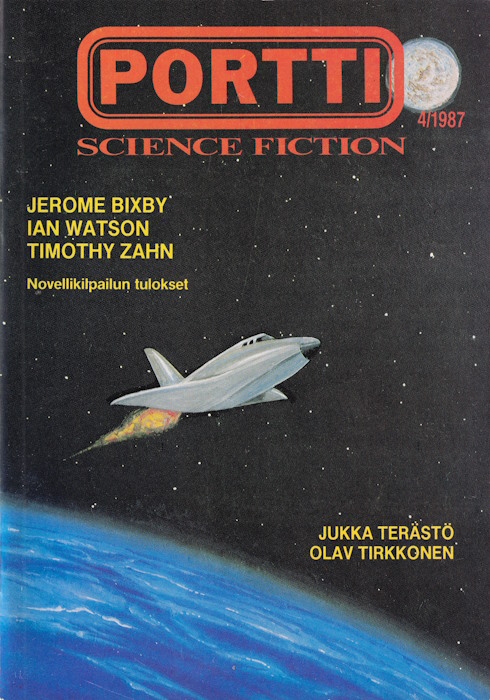 PORTTI
4/1987
SCIENCE FICTION
JEROME BIXBY
IAN WATSON
TIMOTHY ZAHN
Novellikilpailun tulokset
JUKKA TERÄSTÖ
OLAV TIRKKONEN